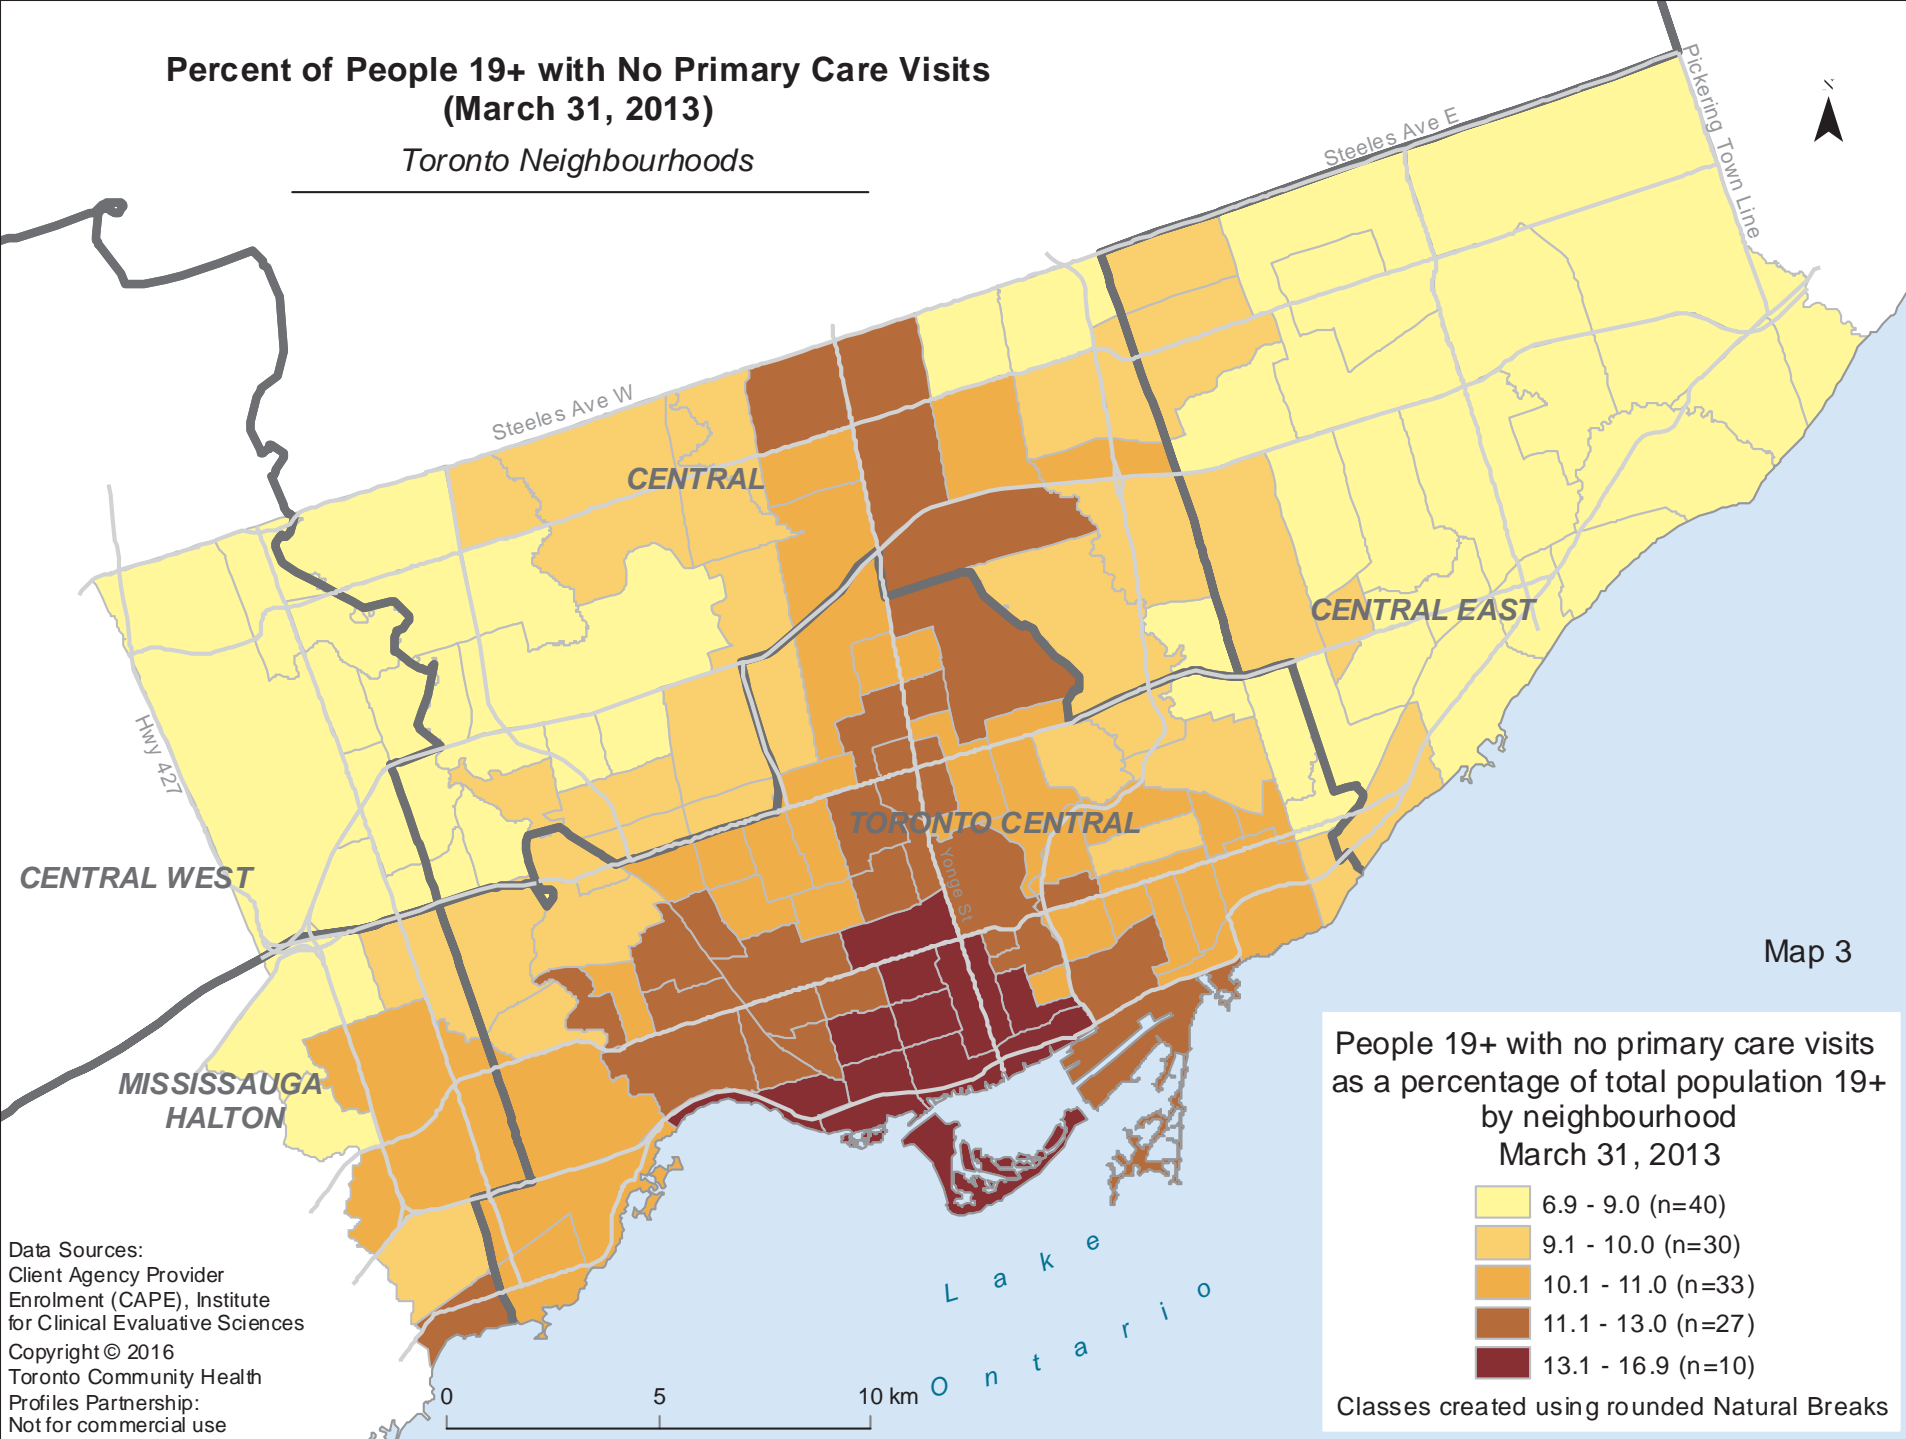 Percent of People 19+ with No Primary Care Visits
(March 31, 2013)
Toronto Neighbourhoods
N
Steeles Ave E
Pickering Town Line
Steeles Ave W
CENTRAL
CENTRAL EAST
Hwy 427
TORONTO CENTRAL
Yonge St
CENTRAL WEST
Map 3
MISSISSAUGA
HALTON
Lake
Ontario
People 19+ with no primary care visits
as a percentage of total population 19+
by neighbourhood
March 31, 2013
6.9 - 9.0 (n=40)
9.1 - 10.0 (n=30)
10.1 - 11.0 (n=33)
11.1 - 13.0 (n=27)
13.1 - 16.9 (n=10)
Classes created using rounded Natural Breaks
Data Sources:
Client Agency Provider
Enrolment (CAPE), Institute
for Clinical Evaluative Sciences
Copyright © 2016
Toronto Community Health
Profiles Partnership:
Not for commercial use
0 5 10 km